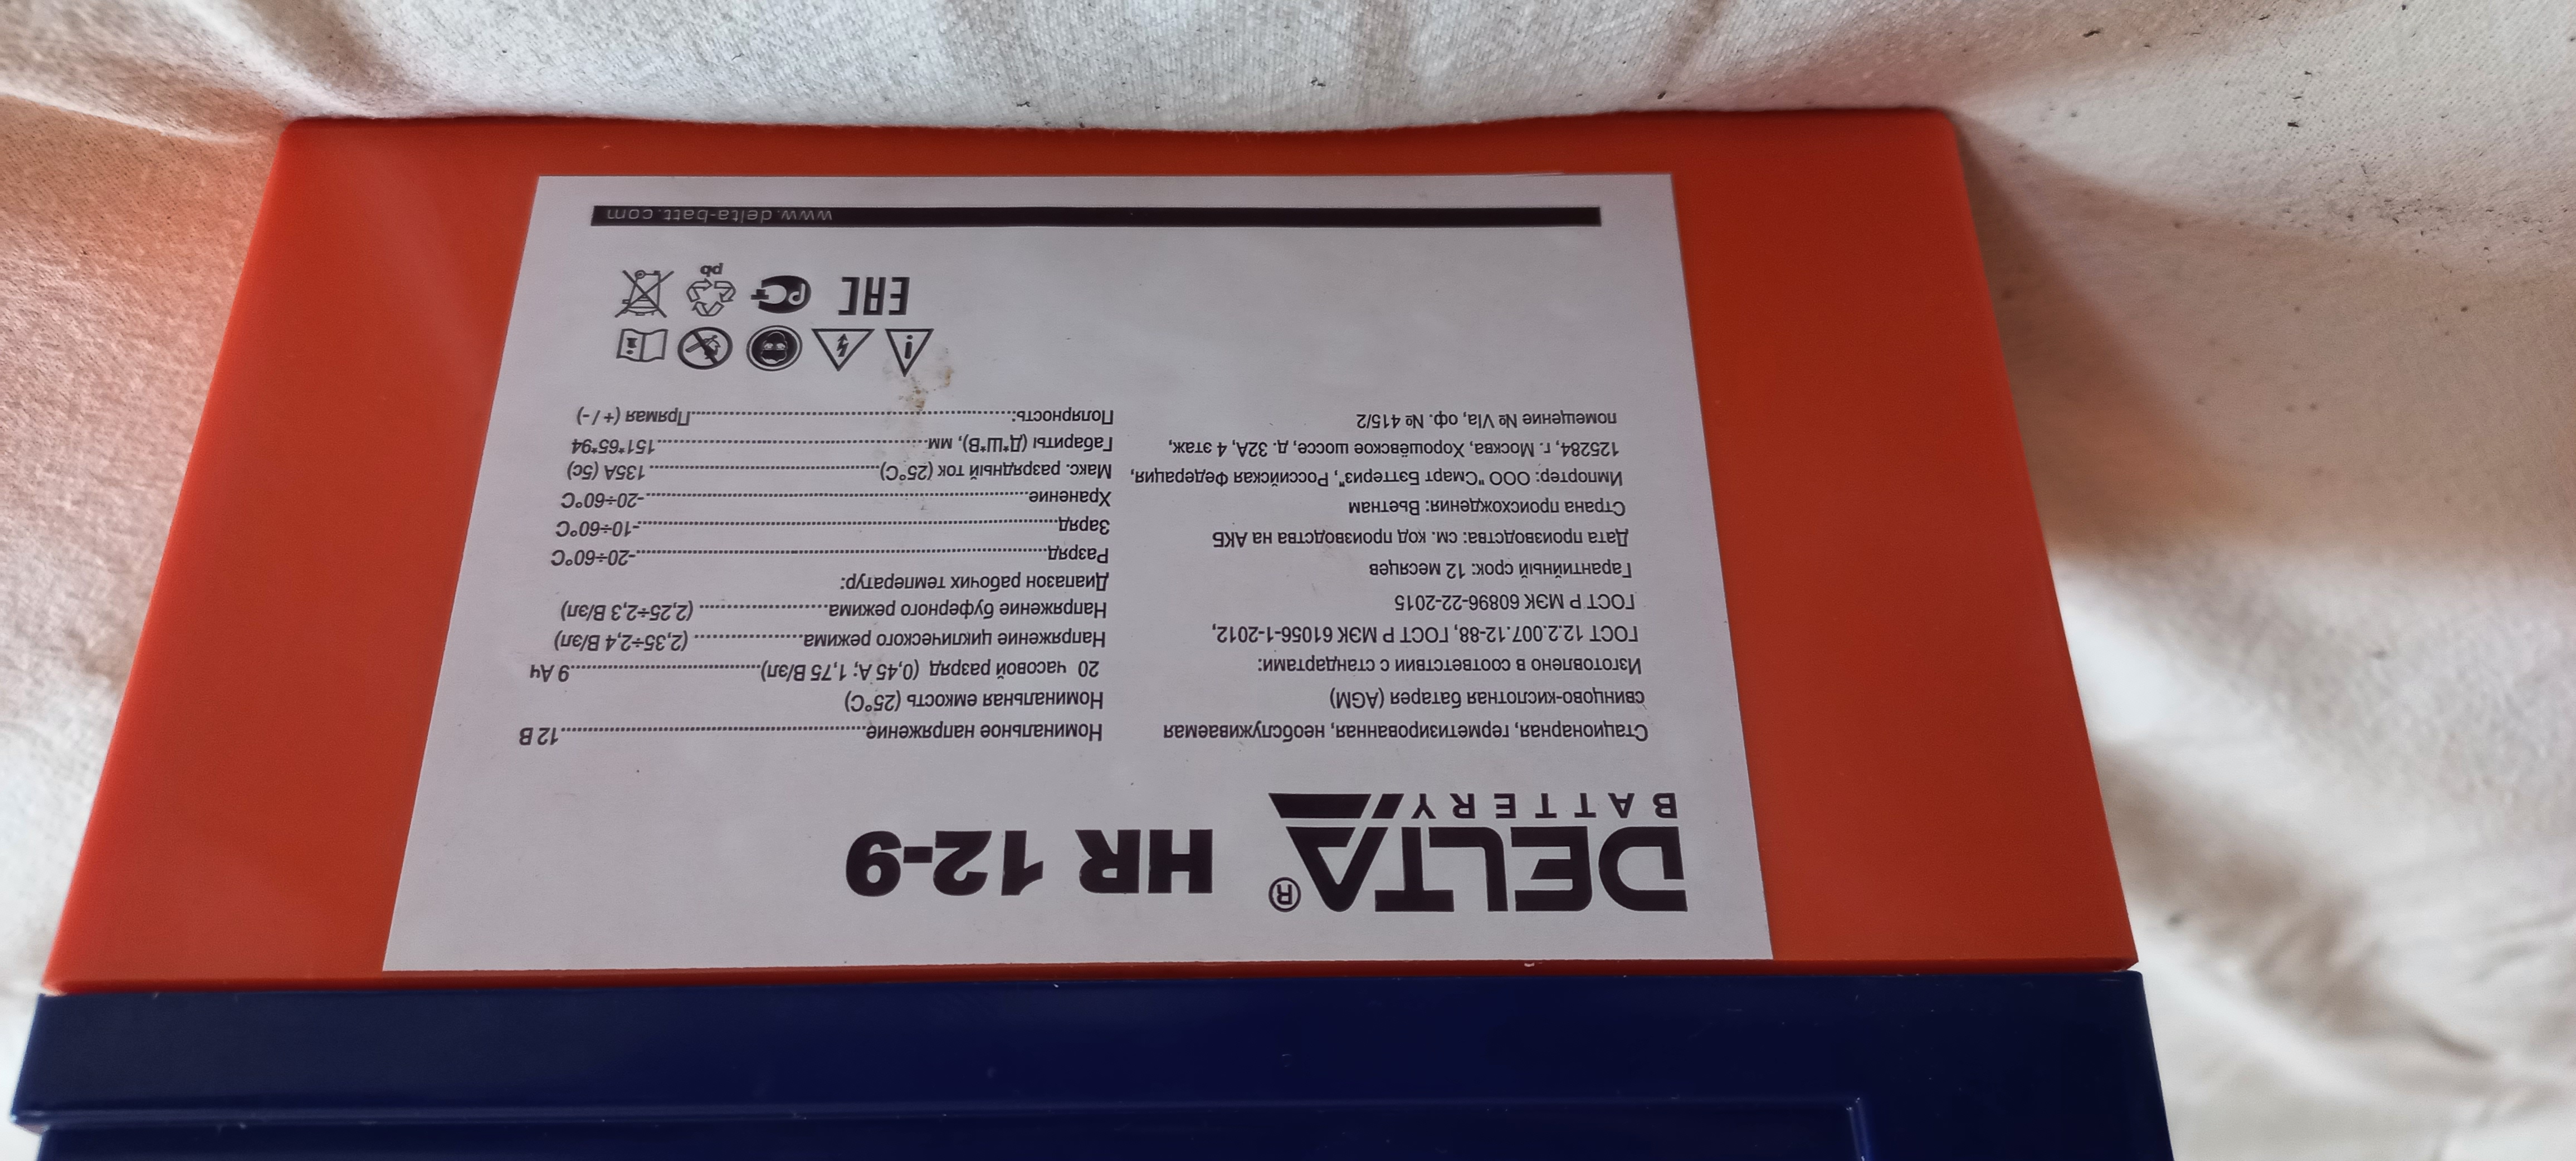 DELTA® HR 12-9
BATTERY
Стационарная, герметизированная, необслуживаемая
свинцово-кислотная батарея (AGM)
Изготовлено в соответствии с стандартами:
ГОСТ 12.2.007.12-88, ГОСТ Р МЭК 61056-1-2012,
ГОСТ Р МЭК 60896-22-2015
Гарантийный срок: 12 месяцев
Дата производства: см. код производства на АКБ
Страна происхождения: Вьетнам
Импортер: ООО "Смарт Бэттериз", Российская Федерация,
125284, г. Москва, Хорошёвское шоссе, д. 32А, 4 этаж,
помещение № VIa, оф. № 415/2
Номинальное напряжение........................................12 В
Номинальная емкость (25°С)
20 часовой разряд (0,45 А; 1,75 В/эл)........................9 Ач
Напряжение циклического режима................ (2,35÷2,4 В/эл)
Напряжение буферного режима................ (2,25÷2,3 В/эл)
Диапазон рабочих температур:
Разряд........................................-20÷60°С
Заряд........................................-10÷60°С
Хранение........................................-20÷60°С
Макс. разрядный ток (25°С)........................ 135А (5с)
Габариты (Д*Ш*В), мм........................151*65*94
Полярность:........................Прямая (+ / -)
EAC РС Pb
www.delta-batt.com